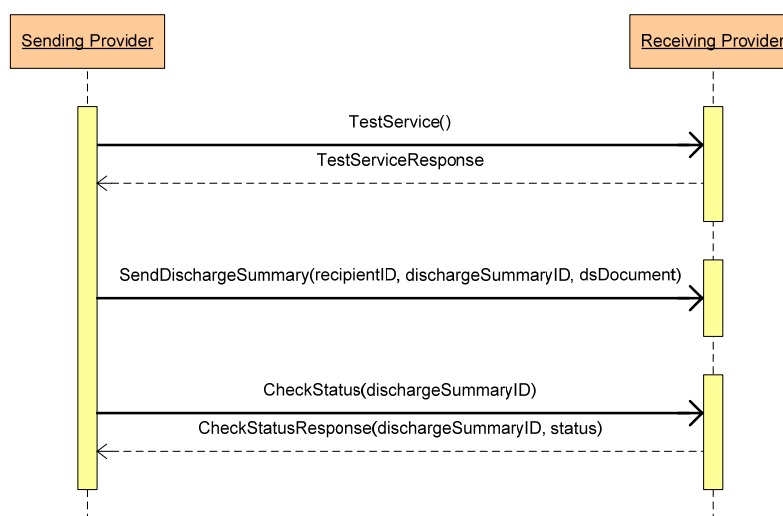 Sending Provider
Receiving Provider
TestService()
TestServiceResponse
SendDischargeSummary(recipientID, dischargeSummaryID, dsDocument)
CheckStatus(dischargeSummaryID)
CheckStatusResponse(dischargeSummaryID, status)